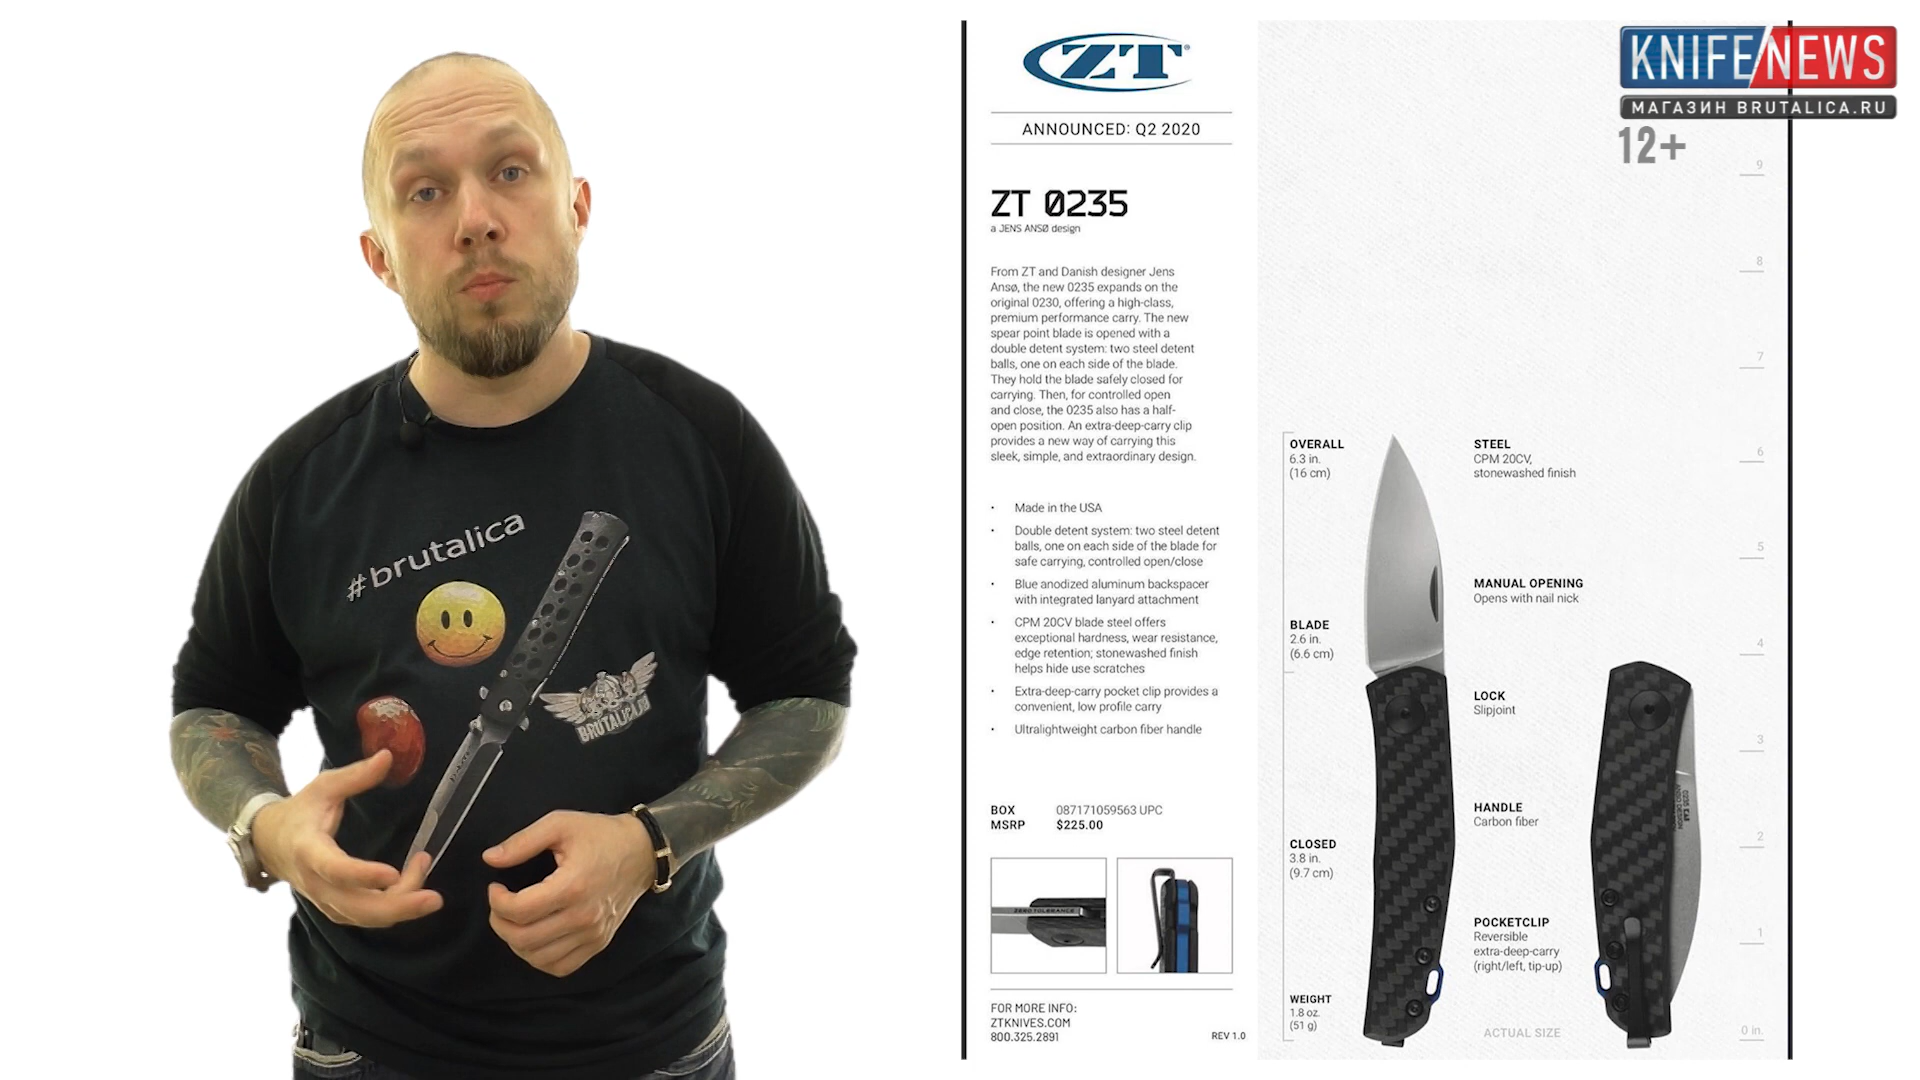 KNIFE/NEWS
МАГАЗИН BRUTALICA.RU
12+
#brutalica
BRUTALICA
ZT
ANNOUNCED: Q2 2020
ZT 0235
a JENS ANSØ design
From ZT and Danish designer Jens
Ansø, the new 0235 expands on the
original 0230, offering a high-class,
premium performance carry. The new
spear point blade is opened with a
double detent system: two steel detent
balls, one on each side of the blade.
They hold the blade safely closed for
carrying. Then, for controlled open
and close, the 0235 also has a half-
open position. An extra-deep-carry clip
provides a new way of carrying this
sleek, simple, and extraordinary design.
• Made in the USA
• Double detent system: two steel detent
balls, one on each side of the blade for
safe carrying, controlled open/close
• Blue anodized aluminum backspacer
with integrated lanyard attachment
• CPM 20CV blade steel offers
exceptional hardness, wear resistance,
edge retention; stonewashed finish
helps hide use scratches
• Extra-deep-carry pocket clip provides a
convenient, low profile carry
• Ultralightweight carbon fiber handle
BOX 087171059563 UPC
MSRP $225.00
ZERO TOLERANCE
FOR MORE INFO:
ZTKNIVES.COM
800.325.2891
REV 1.0
OVERALL
6.3 in.
(16 cm)
BLADE
2.6 in.
(6.6 cm)
CLOSED
3.8 in.
(9.7 cm)
WEIGHT
1.8 oz.
(51 g)
STEEL
CPM 20CV,
stonewashed finish
MANUAL OPENING
Opens with nail nick
LOCK
Slipjoint
HANDLE
Carbon fiber
POCKETCLIP
Reversible
extra-deep-carry
(right/left, tip-up)
ACTUAL SIZE
9
8
7
6
5
4
3
2
1
0 in.